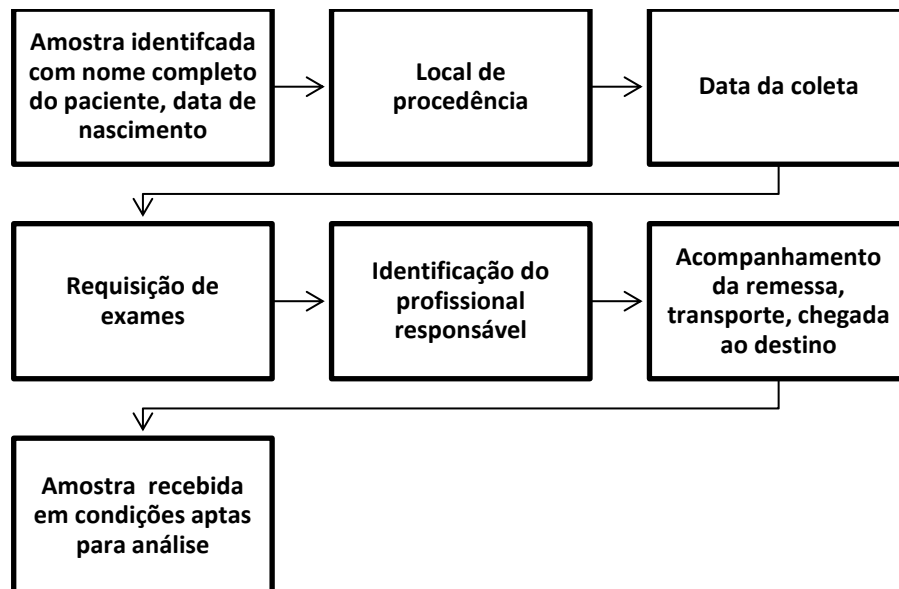 Amostra identifcada
com nome completo
do paciente, data de
nascimento
Local de
procedência
Data da coleta
Requisição de
exames
Identificação do
profissional
responsável
Acompanhamento
da remessa,
transporte, chegada
ao destino
Amostra recebida
em condições aptas
para análise